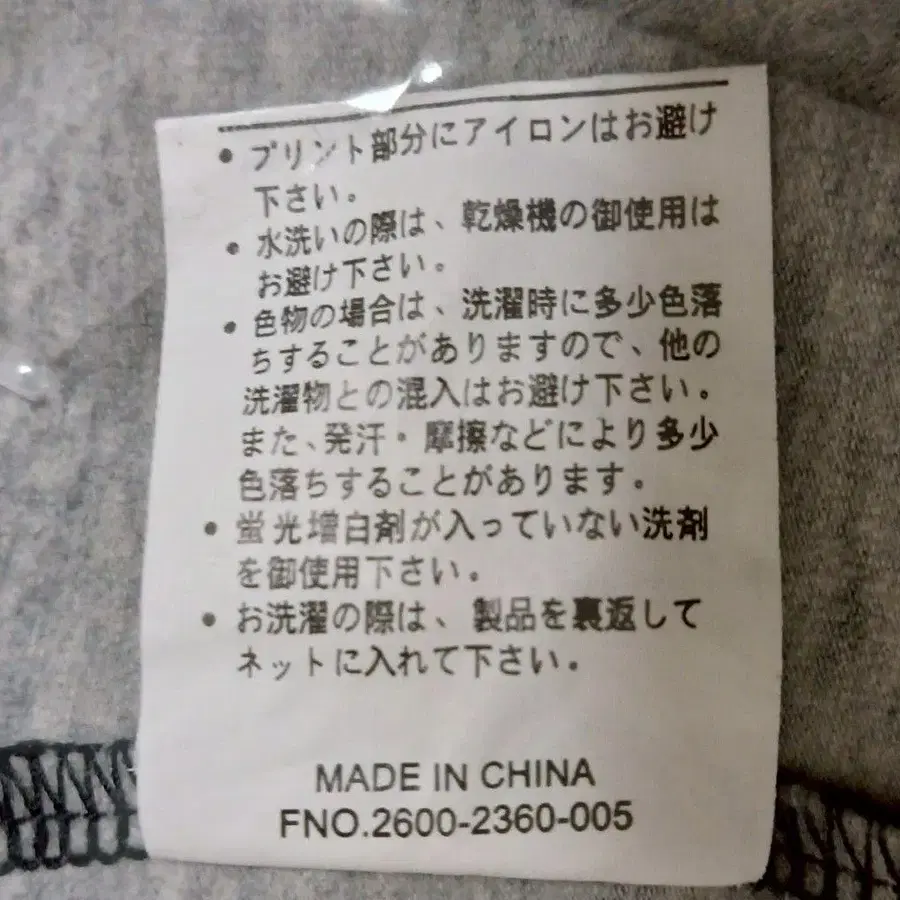 • プリント部分にアイロンはお避け
下さい。
• 水洗いの際は、乾燥機の御使用は
お避け下さい。
• 色物の場合は、洗濯時に多少色落
ちすることがありますので、他の
洗濯物との混入はお避け下さい。
また、発汗・摩擦などにより多少
色落ちすることがあります。
• 蛍光増白剤が入っていない洗剤
を御使用下さい。
• お洗濯の際は、製品を裏返して
ネットに入れて下さい。
MADE IN CHINA
FNO.2600-2360-005